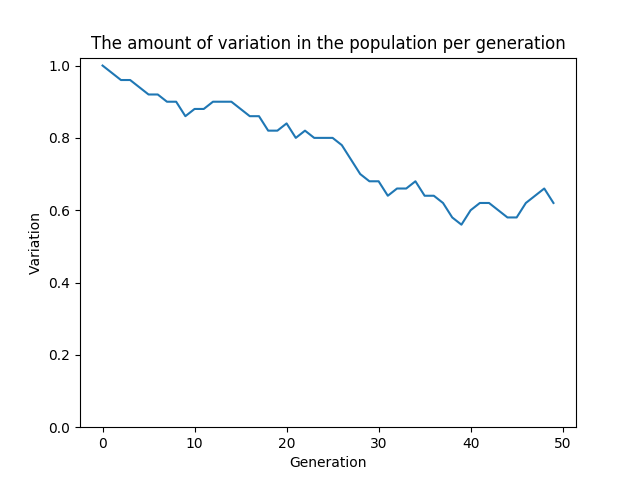 The amount of variation in the population per generation
1.0
0.8
0.6
0.4
0.2
0.0
Variation
0 10 20 30 40 50
Generation